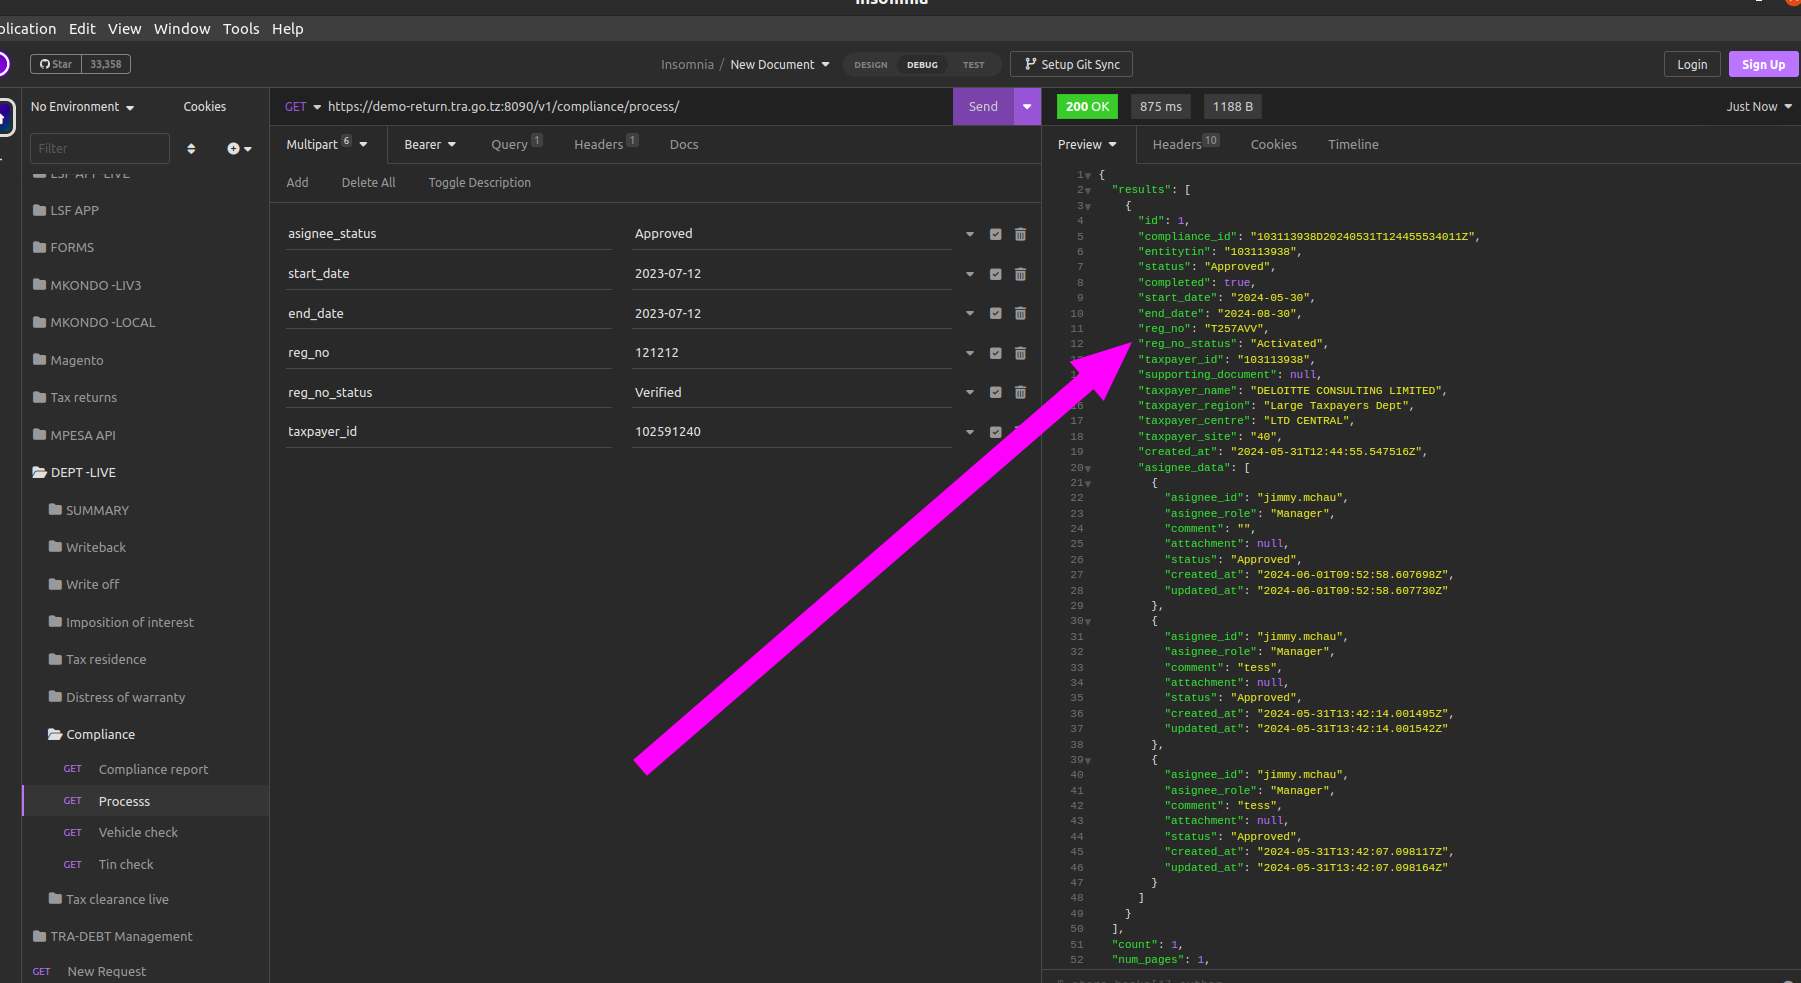 Insomnia
plication Edit View Window Tools Help
Star 33,358
Insomnia / New Document
DESIGN DEBUG TEST
Setup Git Sync
Login Sign Up
No Environment Cookies
Filter
LSF-APP-LIVE
LSF APP
FORMS
MKONDO -LIV3
MKONDO -LOCAL
Magento
Tax returns
MPESA API
DEPT -LIVE
SUMMARY
Writeback
Write off
Imposition of interest
Tax residence
Distress of warranty
Compliance
GET Compliance report
GET Processs
GET Vehicle check
GET Tin check
Tax clearance live
TRA-DEBT Management
GET New Request
GET https://demo-return.tra.go.tz:8090/v1/compliance/process/ Send
Multipart 6 Bearer Query 1 Headers 1 Docs
Add Delete All Toggle Description
asignee_status Approved
start_date 2023-07-12
end_date 2023-07-12
reg_no 121212
reg_no_status Verified
taxpayer_id 102591240
200 OK 875 ms 1188 B Just Now
Preview Headers 10 Cookies Timeline
1 {
2 "results": [
3 {
4 "id": 1,
5 "compliance_id": "103113938D20240531T124455534011Z",
6 "entitytin": "103113938",
7 "status": "Approved",
8 "completed": true,
9 "start_date": "2024-05-30",
10 "end_date": "2024-08-30",
11 "reg_no": "T257AVV",
12 "reg_no_status": "Activated",
"taxpayer_id": "103113938",
"supporting_document": null,
"taxpayer_name": "DELOITTE CONSULTING LIMITED",
16 "taxpayer_region": "Large Taxpayers Dept",
17 "taxpayer_centre": "LTD CENTRAL",
18 "taxpayer_site": "40",
19 "created_at": "2024-05-31T12:44:55.547516Z",
20 "asignee_data": [
21 {
22 "asignee_id": "jimmy.mchau",
23 "asignee_role": "Manager",
24 "comment": "",
25 "attachment": null,
26 "status": "Approved",
27 "created_at": "2024-06-01T09:52:58.607698Z",
28 "updated_at": "2024-06-01T09:52:58.607730Z"
29 },
30 {
31 "asignee_id": "jimmy.mchau",
32 "asignee_role": "Manager",
33 "comment": "tess",
34 "attachment": null,
35 "status": "Approved",
36 "created_at": "2024-05-31T13:42:14.001495Z",
37 "updated_at": "2024-05-31T13:42:14.001542Z"
38 },
39 {
40 "asignee_id": "jimmy.mchau",
41 "asignee_role": "Manager",
42 "comment": "tess",
43 "attachment": null,
44 "status": "Approved",
45 "created_at": "2024-05-31T13:42:07.098117Z",
46 "updated_at": "2024-05-31T13:42:07.098164Z"
47 }
48 ]
49 }
50 ],
51 "count": 1,
52 "num_pages": 1,